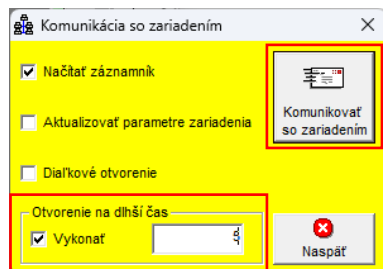 Komunikácia so zariadením
Načítať záznamník
Aktualizovať parametre zariadenia
Diaľkové otvorenie
Otvorenie na dlhší čas
Vykonať
Komunikovať
so zariadením
Naspäť